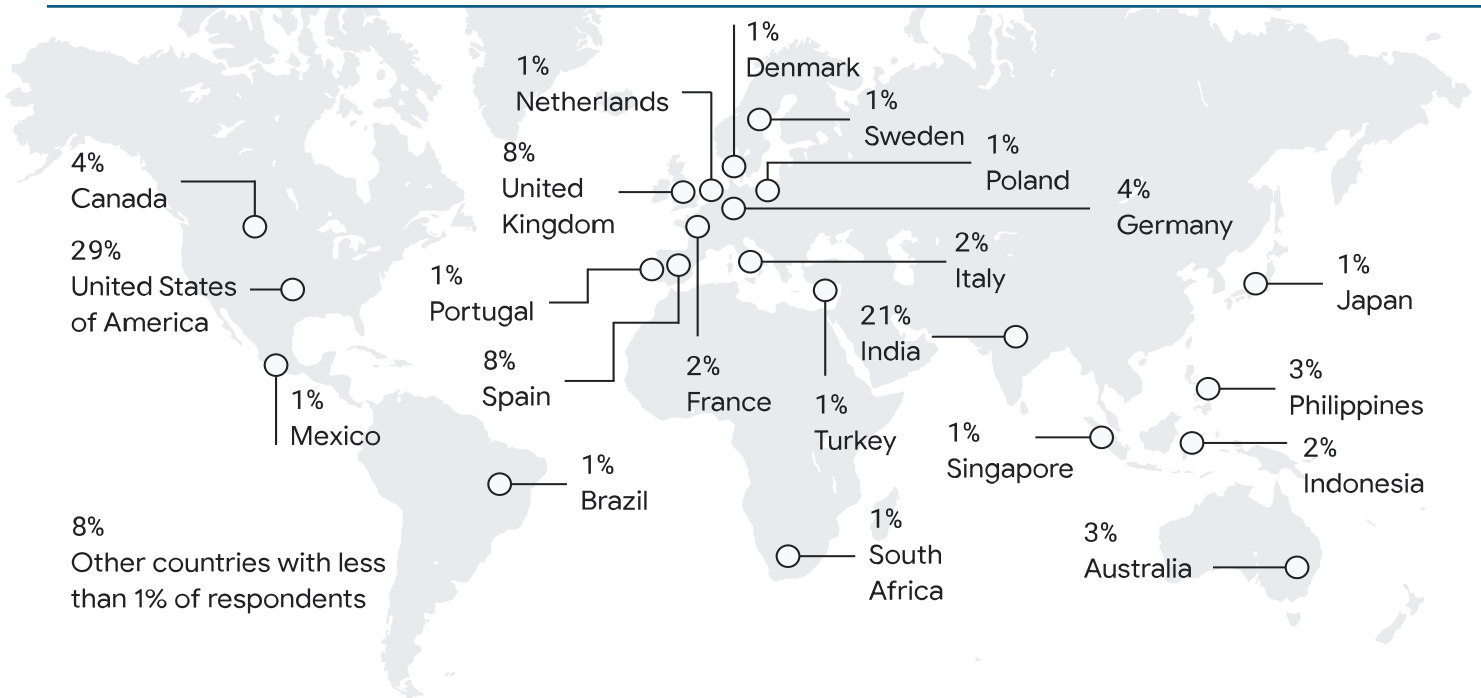 1%
Denmark
1%
Netherlands
1%
Sweden
1%
Poland
8%
United
Kingdom
4%
Canada
4%
Germany
29%
United States
of America
2%
Italy
1%
Portugal
1%
Japan
21%
India
8%
Spain
2%
France
1%
Turkey
3%
Philippines
1%
Mexico
1%
Singapore
2%
Indonesia
1%
Brazil
8%
Other countries with less
than 1% of respondents
1%
South
Africa
3%
Australia